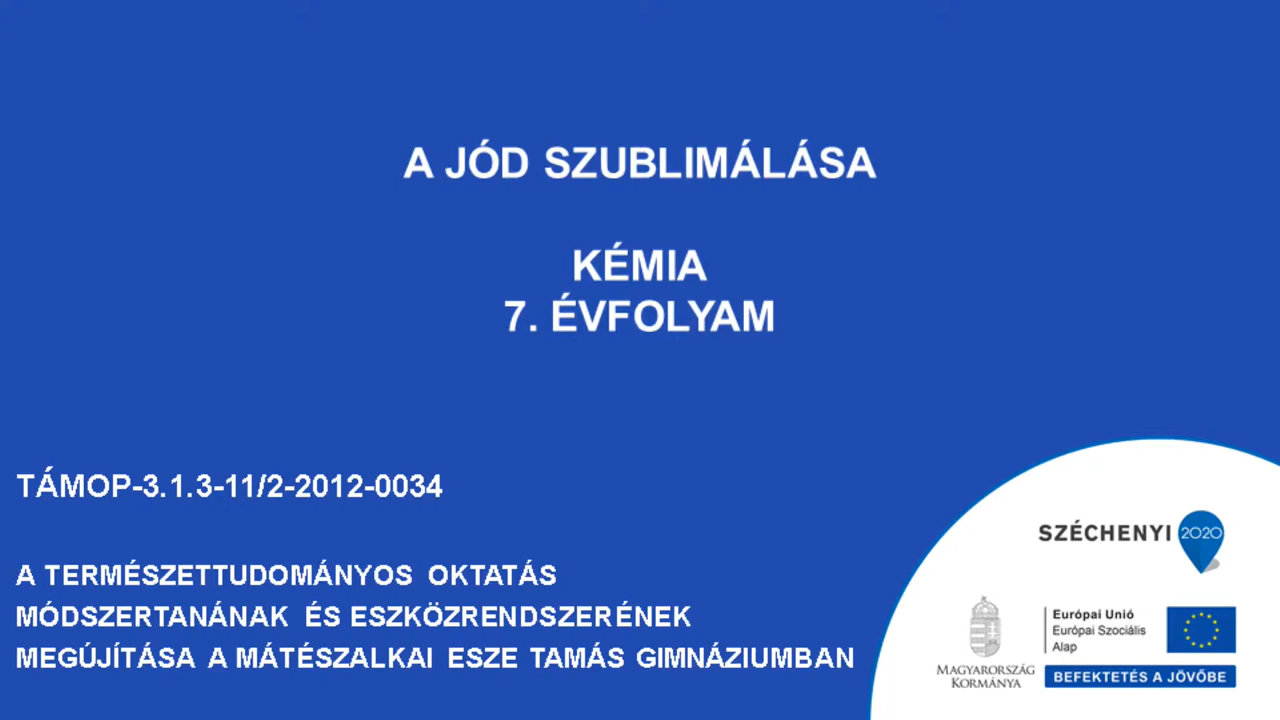 A JÓD SZUBLIMÁLÁSA
KÉMIA
7. ÉVFOLYAM
TÁMOP-3.1.3-11/2-2012-0034
A TERMÉSZETTUDOMÁNYOS OKTATÁS
MÓDSZERTANÁNAK ÉS ESZKÖZRENDSZERÉNEK
MEGÚJÍTÁSA A MÁTÉSZALKAI ESZE TAMÁS GIMNÁZIUMBAN
SZÉCHENYI 2020
MAGYARORSZÁG
KORMÁNYA
Európai Unió
Európai Szociális
Alap
BEFEKTETÉS A JÖVŐBE